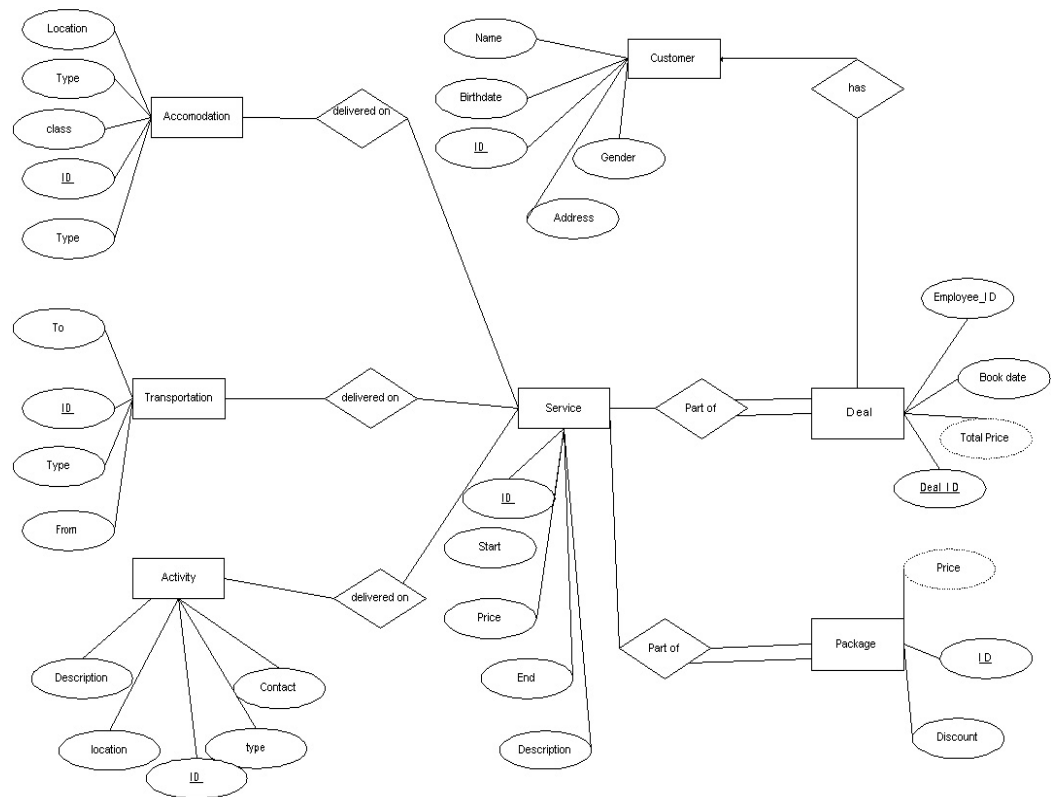 Location
Type
class
ID
Type
Accomodation
delivered on
Name
Birthdate
ID
Gender
Address
Customer
has
To
ID
Type
From
Transportation
delivered on
Service
Part of
Deal
Employee_ID
Book date
Total Price
Deal_ID
ID
Start
Price
End
Description
Activity
delivered on
Description
location
ID
type
Contact
Part of
Package
Price
ID
Discount